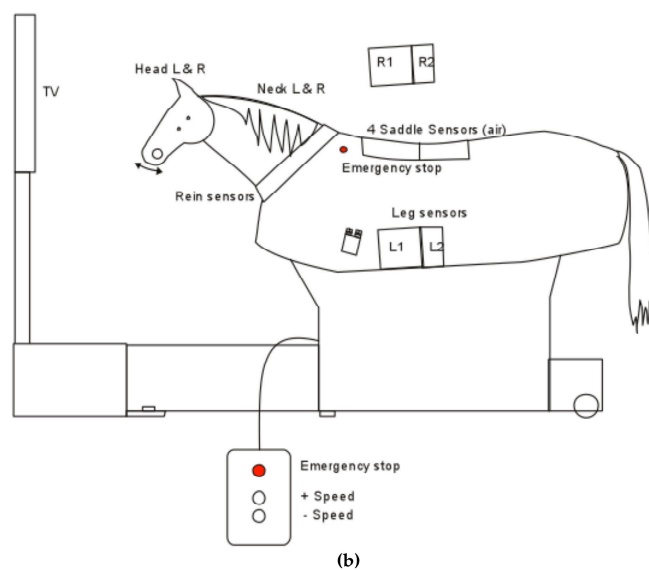 R1 R2
Head L & R
TV
Neck L & R
4 Saddle Sensors (air)
Emergency stop
Rein sensors
Leg sensors
L1 L2
Emergency stop
+ Speed
- Speed
(b)